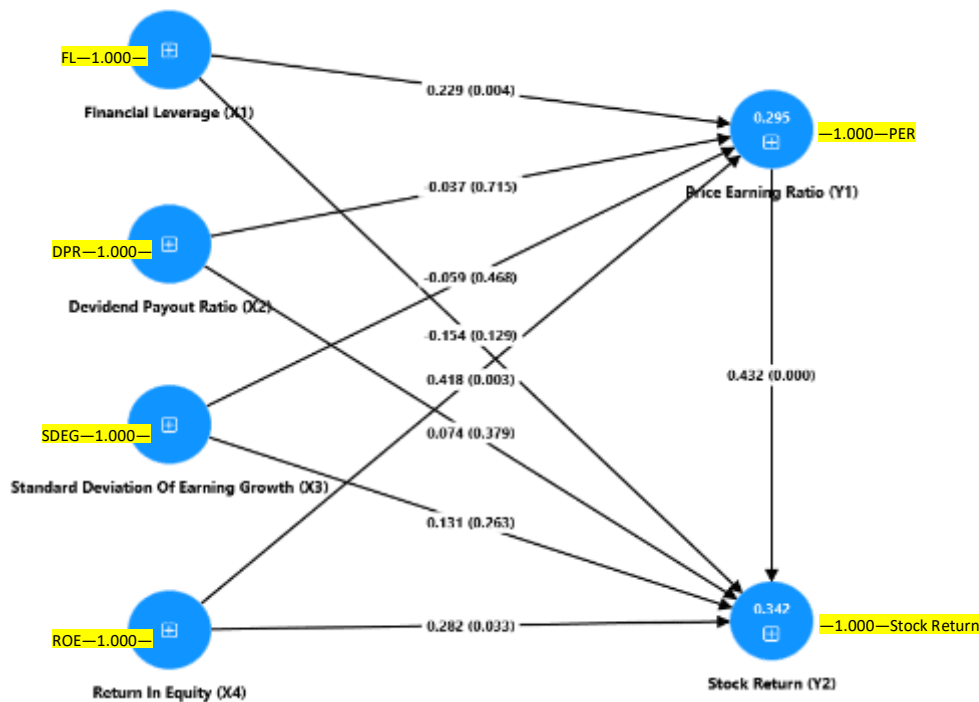 FL—1.000—
Financial Leverage (X1)
0.229 (0.004)
0.295
—1.000—PER
Price Earning Ratio (Y1)
-0.037 (0.715)
DPR—1.000—
Devidend Payout Ratio (X2)
-0.059 (0.468)
-0.154 (0.129)
0.418 (0.003)
0.432 (0.000)
0.074 (0.379)
SDEG—1.000—
Standard Deviation Of Earning Growth (X3)
0.131 (0.263)
0.342
—1.000—Stock Return
ROE—1.000—
0.282 (0.033)
Return In Equity (X4)
Stock Return (Y2)